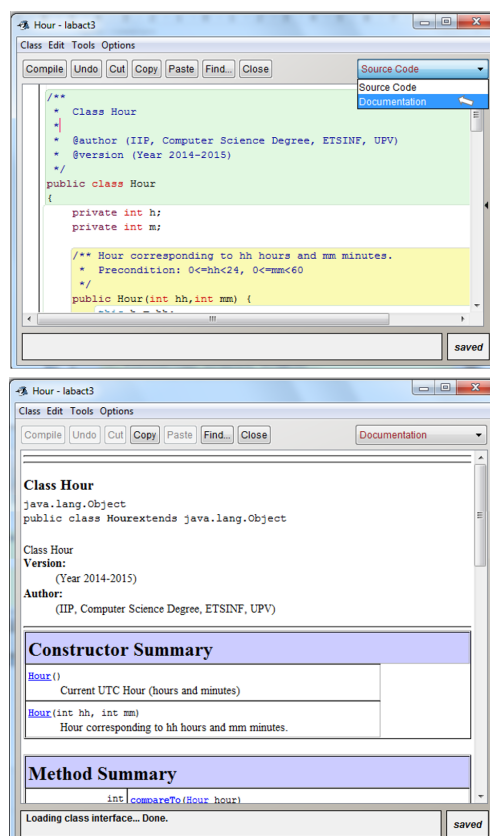 Hour - labact3
Class Edit Tools Options
Compile Undo Cut Copy Paste Find... Close Source Code
Source Code
Documentation
/**
* Class Hour
*
* @author (IIP, Computer Science Degree, ETSINF, UPV)
* @version (Year 2014-2015)
*/
public class Hour
{
private int h;
private int m;
/** Hour corresponding to hh hours and mm minutes.
* Precondition: 0<=hh<24, 0<=mm<60
*/
public Hour(int hh,int mm) {
saved
Hour - labact3
Class Edit Tools Options
Compile Undo Cut Copy Paste Find... Close Documentation
Class Hour
java.lang.Object
public class Hourextends java.lang.Object
Class Hour
Version:
(Year 2014-2015)
Author:
(IIP, Computer Science Degree, ETSINF, UPV)
Constructor Summary
Hour()
Current UTC Hour (hours and minutes)
Hour(int hh, int mm)
Hour corresponding to hh hours and mm minutes.
Method Summary
int compareTo(Hour hour)
Loading class interface... Done.
saved